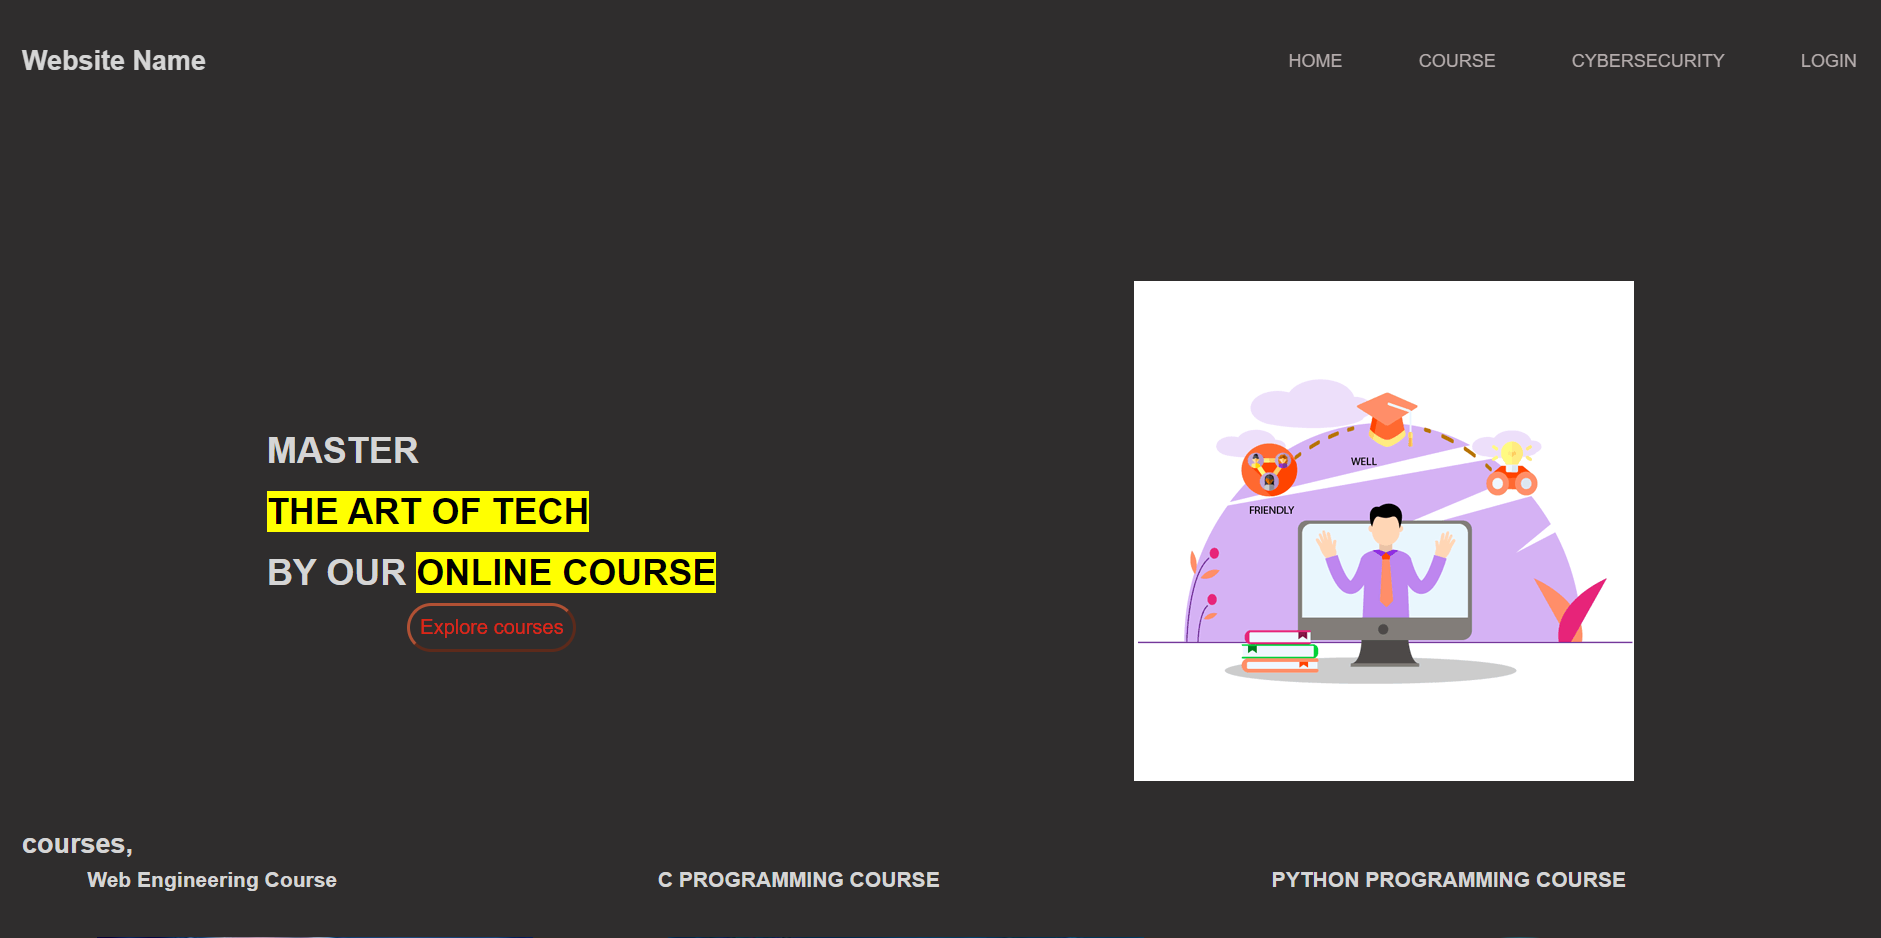 Website Name
HOME COURSE CYBERSECURITY LOGIN
MASTER
THE ART OF TECH
BY OUR ONLINE COURSE
Explore courses
WELL
FRIENDLY
courses,
Web Engineering Course
C PROGRAMMING COURSE
PYTHON PROGRAMMING COURSE